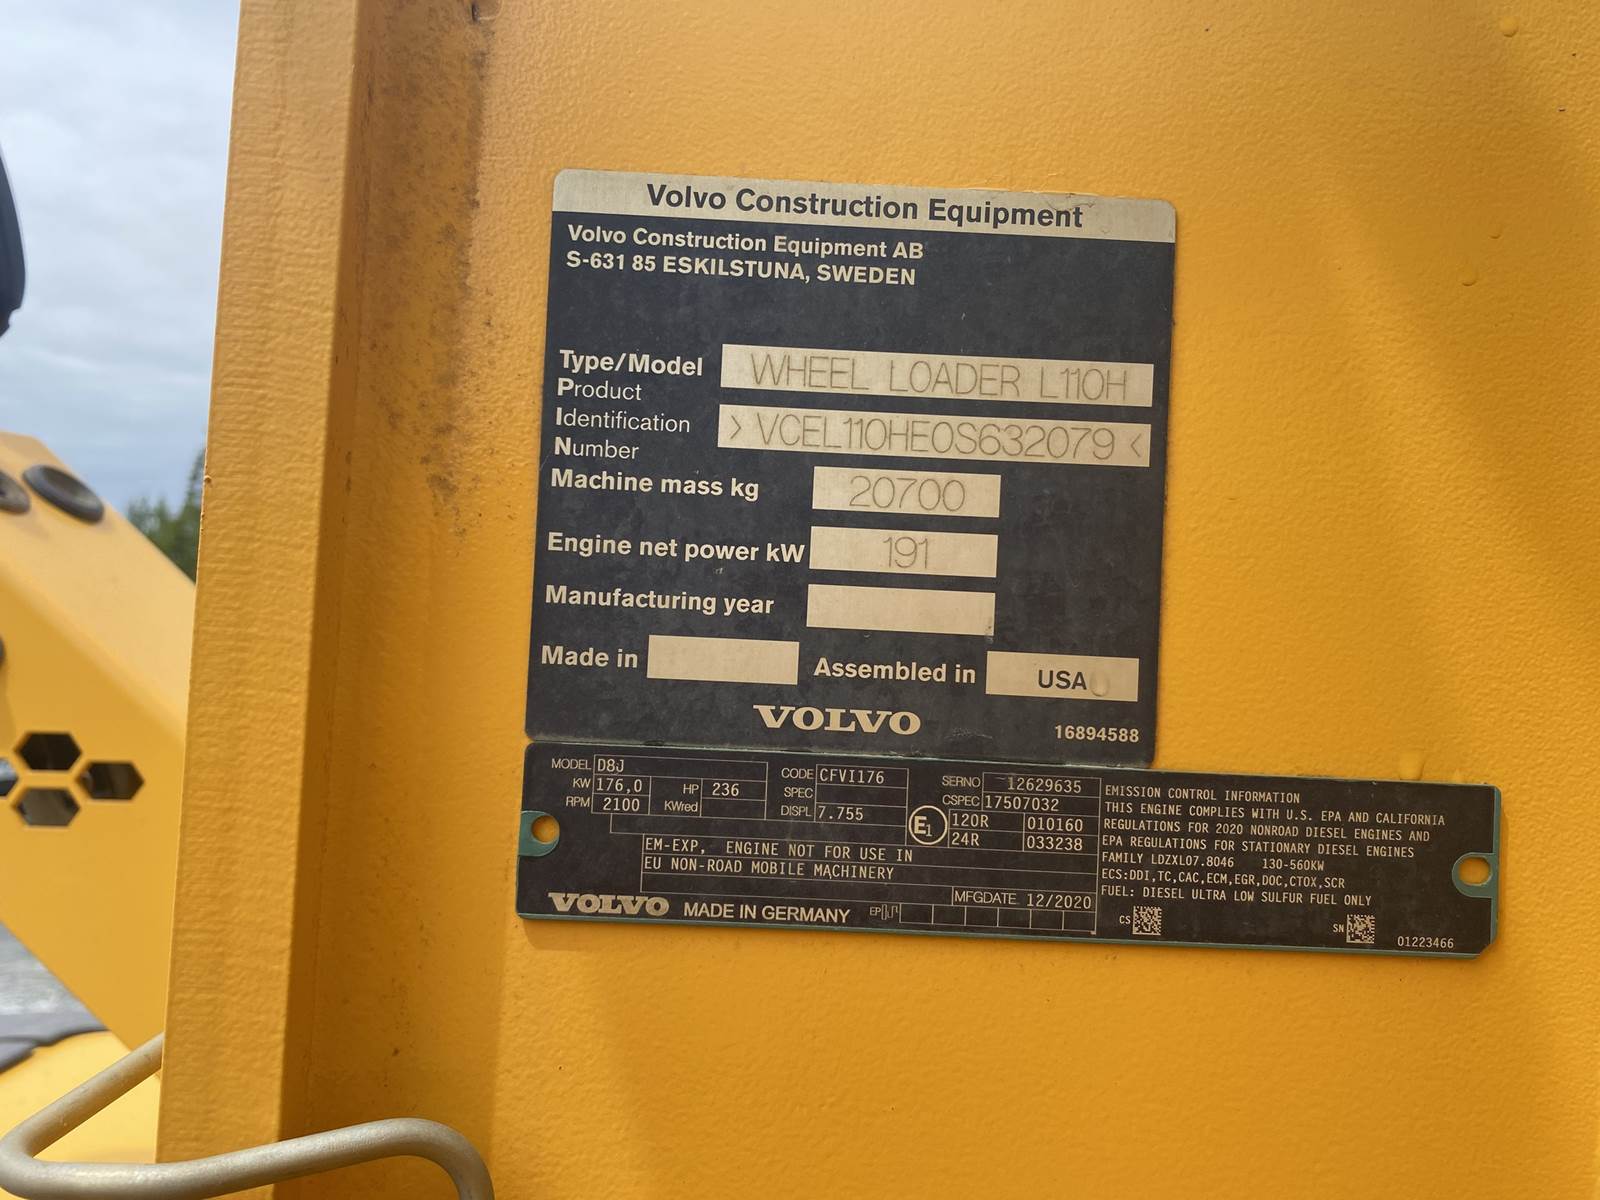 Volvo Construction Equipment
Volvo Construction Equipment AB
S-631 85 ESKILSTUNA, SWEDEN
Type/Model WHEEL LOADER L110H
Product
Identification >VCEL110HE0S632079<
Number
Machine mass kg 20700
Engine net power kW 191
Manufacturing year
Made in Assembled in USA
VOLVO 16894588
MODEL D8J
KW 176,0 HP 236
RPM 2100 KWred
CODE CFVI176
SPEC
DISPL 7.755
SERNO 12629635
CSPEC 17507032
E1 120R 010160
24R 033238
EM-EXP, ENGINE NOT FOR USE IN
EU NON-ROAD MOBILE MACHINERY
MFGDATE 12/2020
VOLVO MADE IN GERMANY EP
EMISSION CONTROL INFORMATION
THIS ENGINE COMPLIES WITH U.S. EPA AND CALIFORNIA
REGULATIONS FOR 2020 NONROAD DIESEL ENGINES AND
EPA REGULATIONS FOR STATIONARY DIESEL ENGINES
FAMILY LDZXL07.8046 130-560KW
ECS:DDI,TC,CAC,ECM,EGR,DOC,CTOX,SCR
FUEL: DIESEL ULTRA LOW SULFUR FUEL ONLY
CS SN 01223466